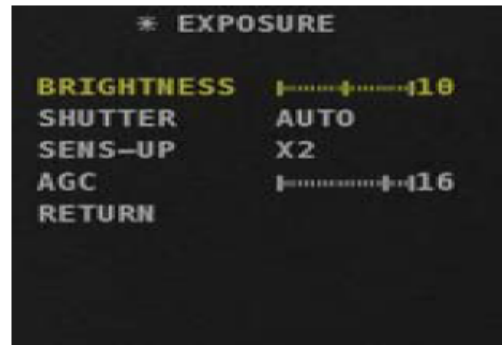 * EXPOSURE
BRIGHTNESS 10
SHUTTER AUTO
SENS-UP X2
AGC 16
RETURN